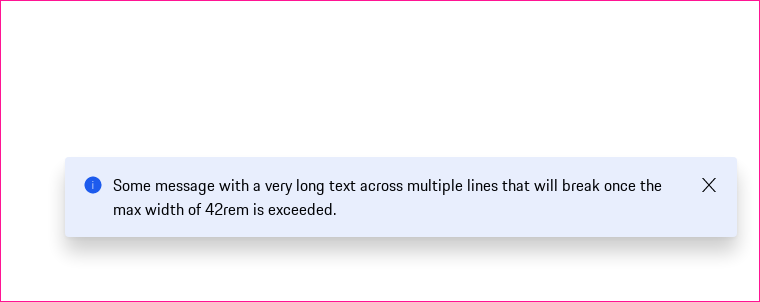 Some message with a very long text across multiple lines that will break once the
max width of 42rem is exceeded.